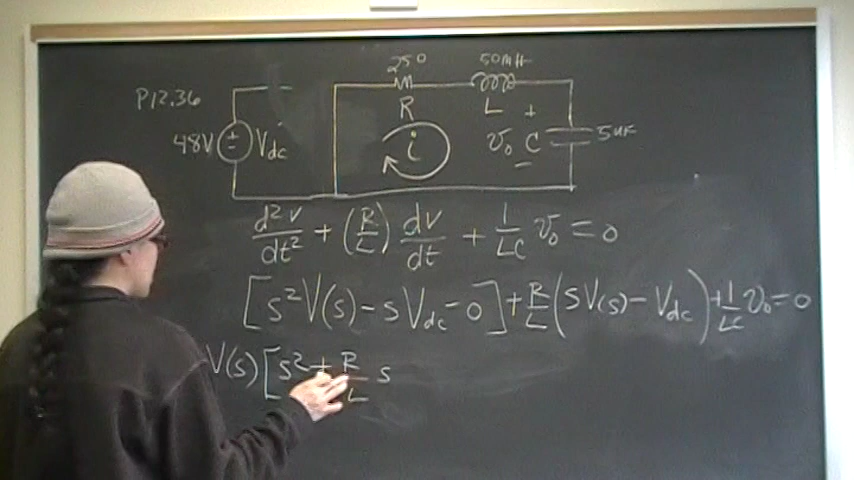 P12.36
250
50mH
R
L
+
48V
+
-
Vdc
i
v₀
C
5μF
−
d²v/dt² + (R/L) dv/dt + 1/LC v₀ = 0
[s²V(s) − sVdc − 0] + R/L (sV(s) − Vdc) + 1/LC v₀ = 0
V(s)[s² + R/L s